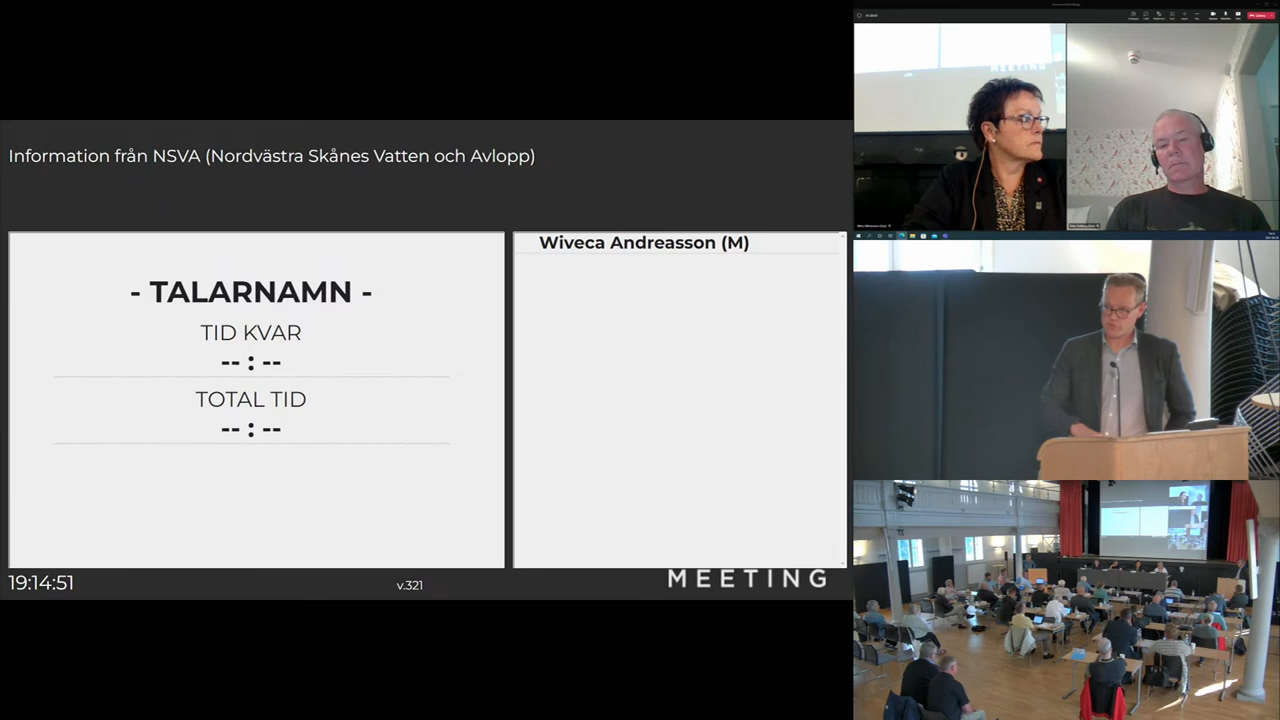 Information från NSVA (Nordvästra Skånes Vatten och Avlopp)
- TALARNAMN -
TID KVAR
-- : --
TOTAL TID
-- : --
Wiveca Andreasson (M)
19:14:51
v.321
MEETING
MEETING